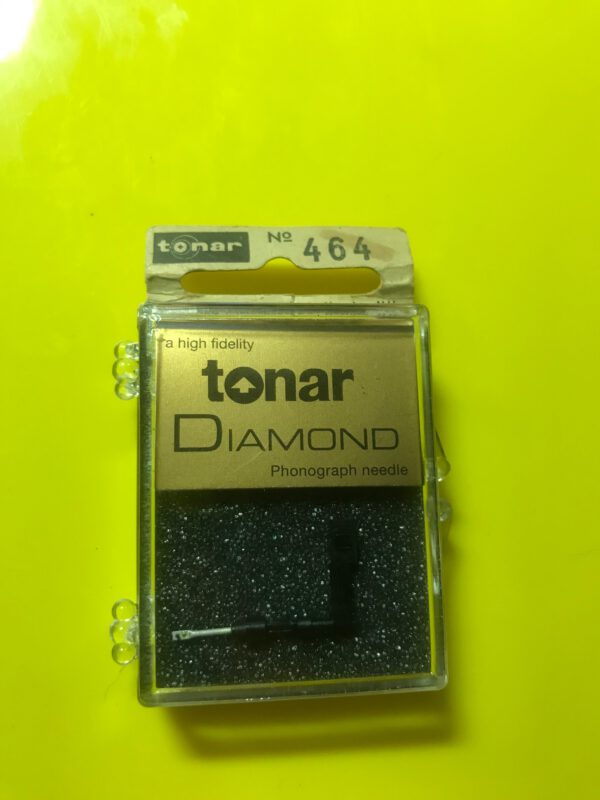 tonar Nº 464
a high fidelity
tonar
DIAMOND
Phonograph needle